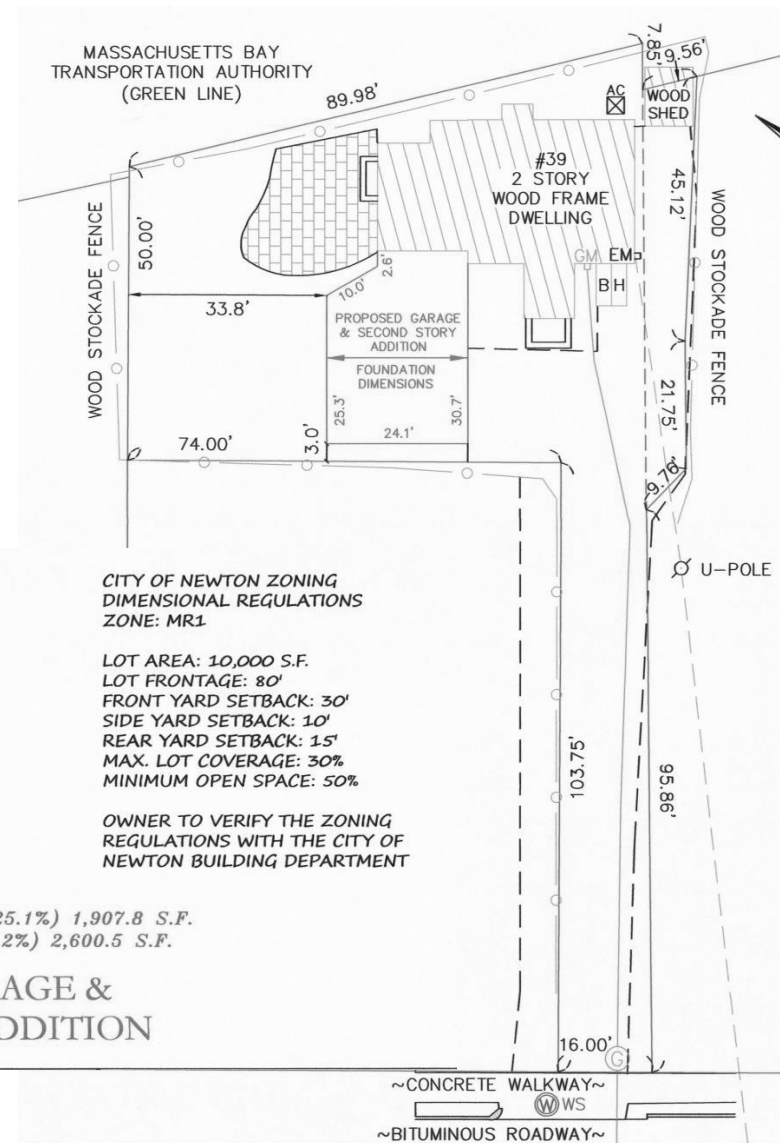 MASSACHUSETTS BAY
TRANSPORTATION AUTHORITY
(GREEN LINE)
89.98'
7.85'
9.56'
AC
WOOD
SHED
#39
2 STORY
WOOD FRAME
DWELLING
45.12'
WOOD STOCKADE FENCE
50.00'
WOOD STOCKADE FENCE
GM
EM
BH
33.8'
10.0'
2.6'
PROPOSED GARAGE
& SECOND STORY
ADDITION
FOUNDATION
DIMENSIONS
25.3'
30.7'
24.1'
21.75'
74.00'
3.0'
9.76'
U-POLE
CITY OF NEWTON ZONING
DIMENSIONAL REGULATIONS
ZONE: MR1
LOT AREA: 10,000 S.F.
LOT FRONTAGE: 80'
FRONT YARD SETBACK: 30'
SIDE YARD SETBACK: 10'
REAR YARD SETBACK: 15'
MAX. LOT COVERAGE: 30%
MINIMUM OPEN SPACE: 50%
OWNER TO VERIFY THE ZONING
REGULATIONS WITH THE CITY OF
NEWTON BUILDING DEPARTMENT
103.75'
95.86'
25.1%) 1,907.8 S.F.
2%) 2,600.5 S.F.
AGE &
DDITION
16.00'
G
~CONCRETE WALKWAY~
W WS
~BITUMINOUS ROADWAY~